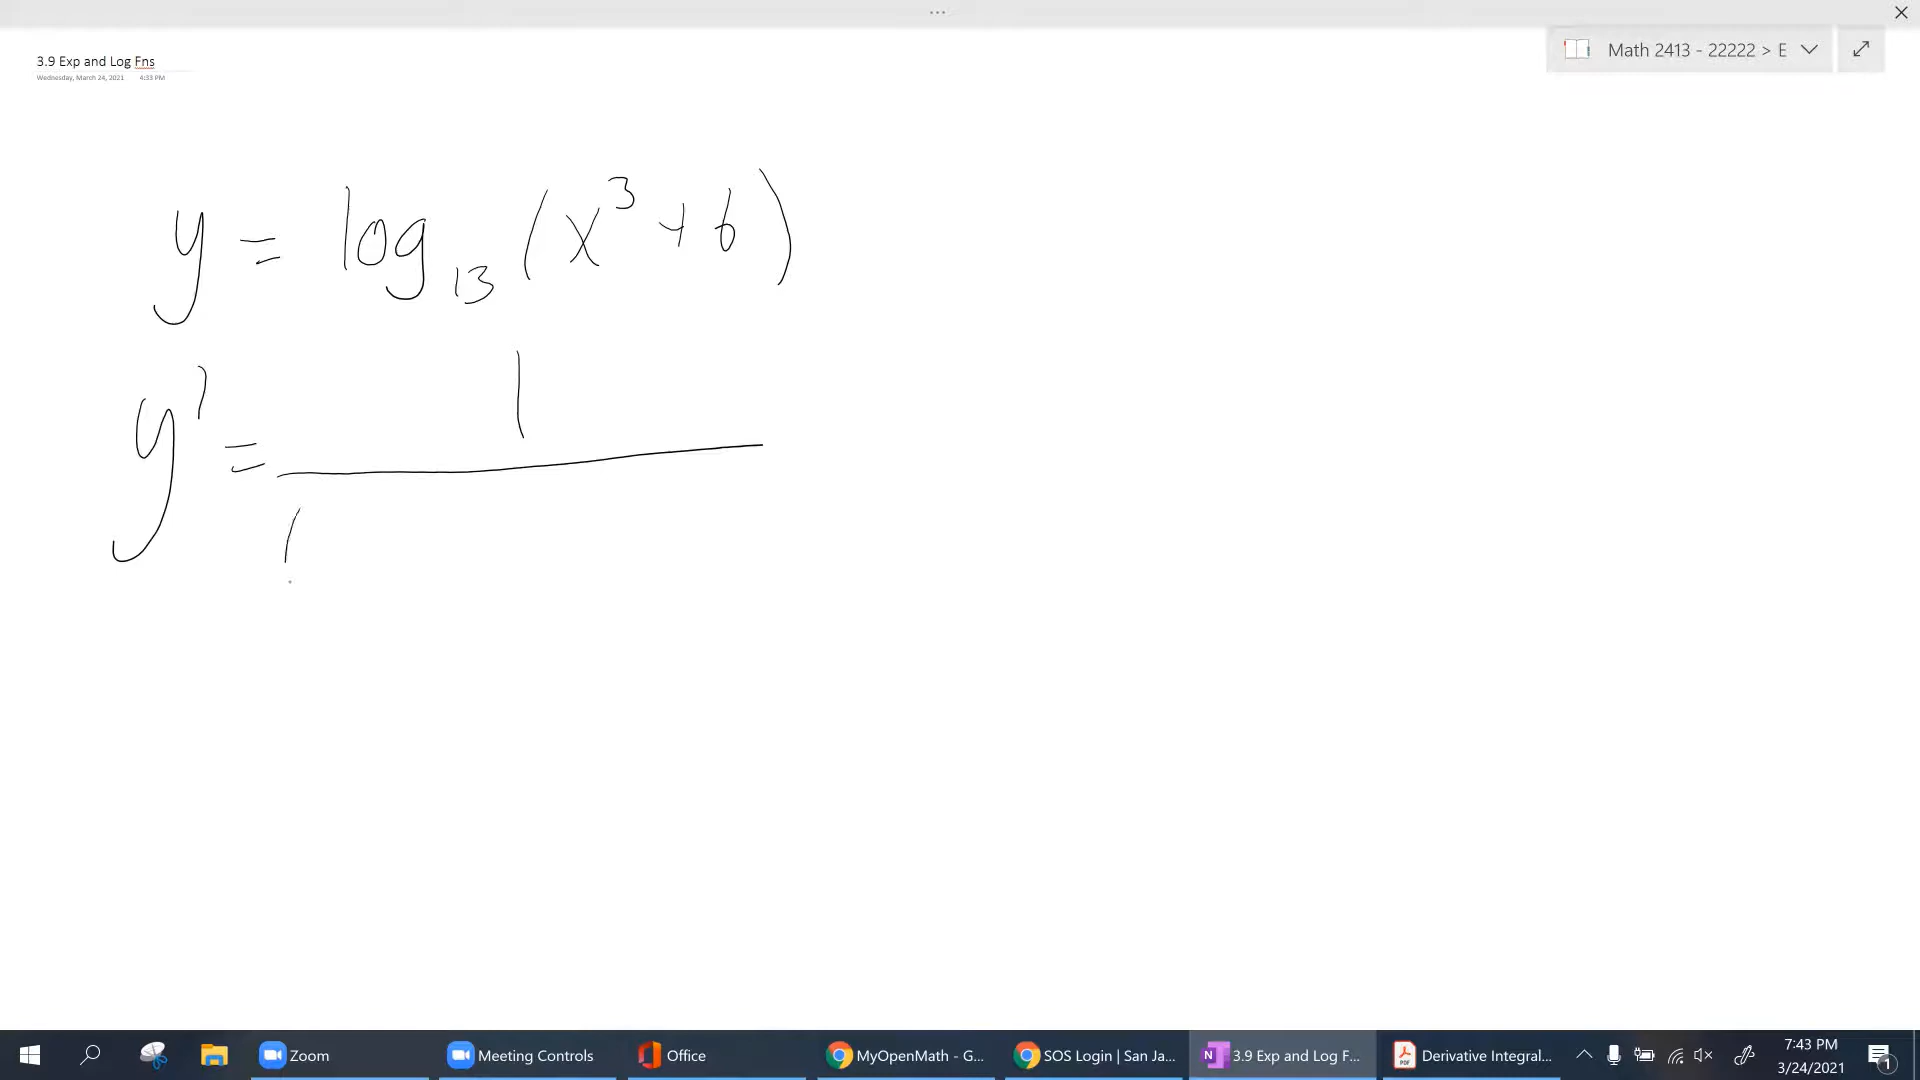 ...
Math 2413 - 22222 > E
3.9 Exp and Log Fns
Wednesday, March 24, 2021 4:33 PM
y = log₁₃ (x³ + 6)
y' = 1
(
Zoom
Meeting Controls
Office
MyOpenMath - G...
SOS Login | San Ja...
3.9 Exp and Log F...
Derivative Integral...
7:43 PM
3/24/2021
1